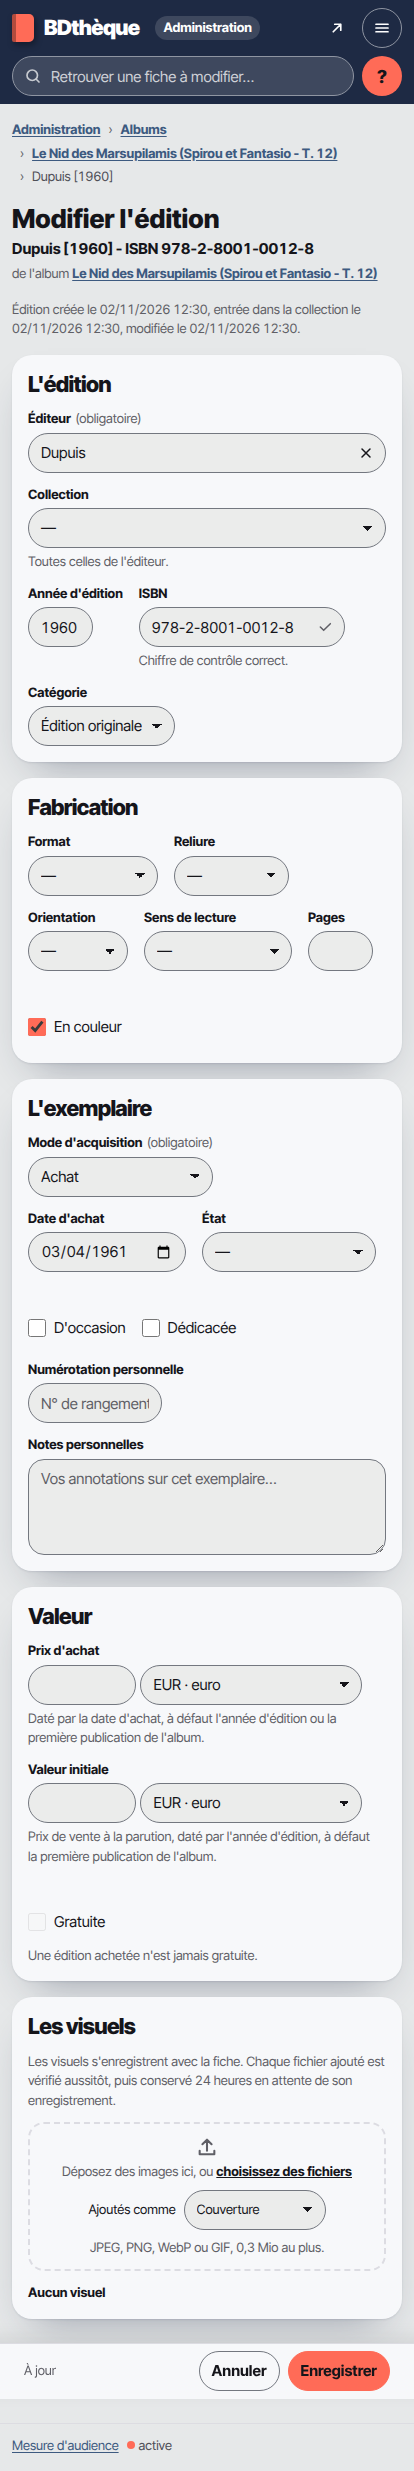 BDthèque Administration
Retrouver une fiche à modifier... ?
Administration › Albums
› Le Nid des Marsupilamis (Spirou et Fantasio - T. 12)
› Dupuis [1960]
Modifier l'édition
Dupuis [1960] - ISBN 978-2-8001-0012-8
de l'album Le Nid des Marsupilamis (Spirou et Fantasio - T. 12)
Édition créée le 02/11/2026 12:30, entrée dans la collection le
02/11/2026 12:30, modifiée le 02/11/2026 12:30.
L'édition
Éditeur (obligatoire)
Dupuis
Collection
—
Toutes celles de l'éditeur.
Année d'édition ISBN
1960 978-2-8001-0012-8
Chiffre de contrôle correct.
Catégorie
Édition originale
Fabrication
Format Reliure
— —
Orientation Sens de lecture Pages
— —
En couleur
L'exemplaire
Mode d'acquisition (obligatoire)
Achat
Date d'achat État
03/04/1961 —
D'occasion Dédicacée
Numérotation personnelle
N° de rangement
Notes personnelles
Vos annotations sur cet exemplaire...
Valeur
Prix d'achat
EUR · euro
Daté par la date d'achat, à défaut l'année d'édition ou la
première publication de l'album.
Valeur initiale
EUR · euro
Prix de vente à la parution, daté par l'année d'édition, à défaut
la première publication de l'album.
Gratuite
Une édition achetée n'est jamais gratuite.
Les visuels
Les visuels s'enregistrent avec la fiche. Chaque fichier ajouté est
vérifié aussitôt, puis conservé 24 heures en attente de son
enregistrement.
Déposez des images ici, ou choisissez des fichiers
Ajoutés comme Couverture
JPEG, PNG, WebP ou GIF, 0,3 Mio au plus.
Aucun visuel
À jour Annuler Enregistrer
Mesure d'audience active